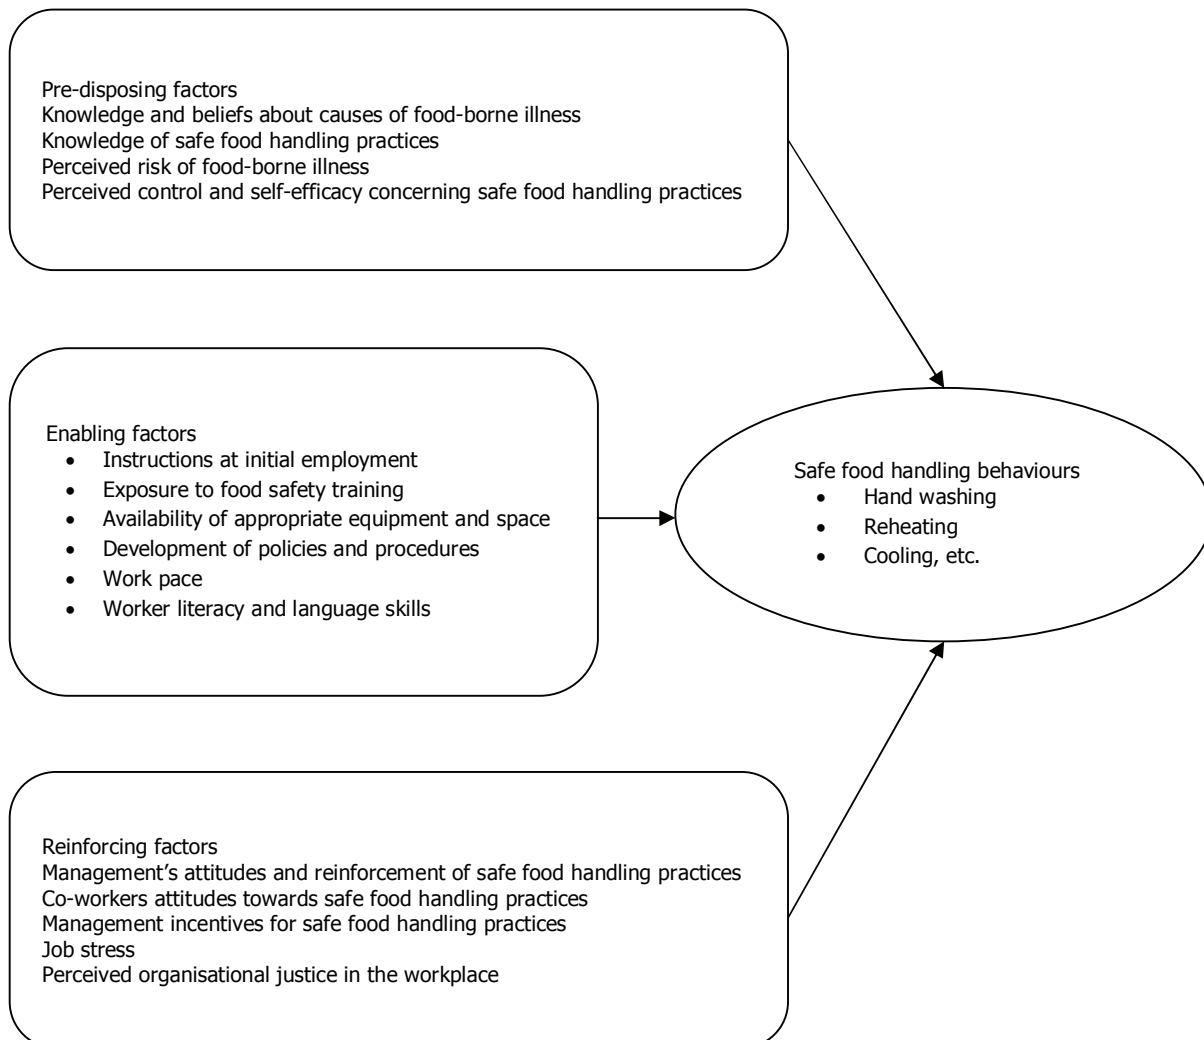 Pre-disposing factors
Knowledge and beliefs about causes of food-borne illness
Knowledge of safe food handling practices
Perceived risk of food-borne illness
Perceived control and self-efficacy concerning safe food handling practices
Enabling factors
• Instructions at initial employment
• Exposure to food safety training
• Availability of appropriate equipment and space
• Development of policies and procedures
• Work pace
• Worker literacy and language skills
Safe food handling behaviours
• Hand washing
• Reheating
• Cooling, etc.
Reinforcing factors
Management’s attitudes and reinforcement of safe food handling practices
Co-workers attitudes towards safe food handling practices
Management incentives for safe food handling practices
Job stress
Perceived organisational justice in the workplace